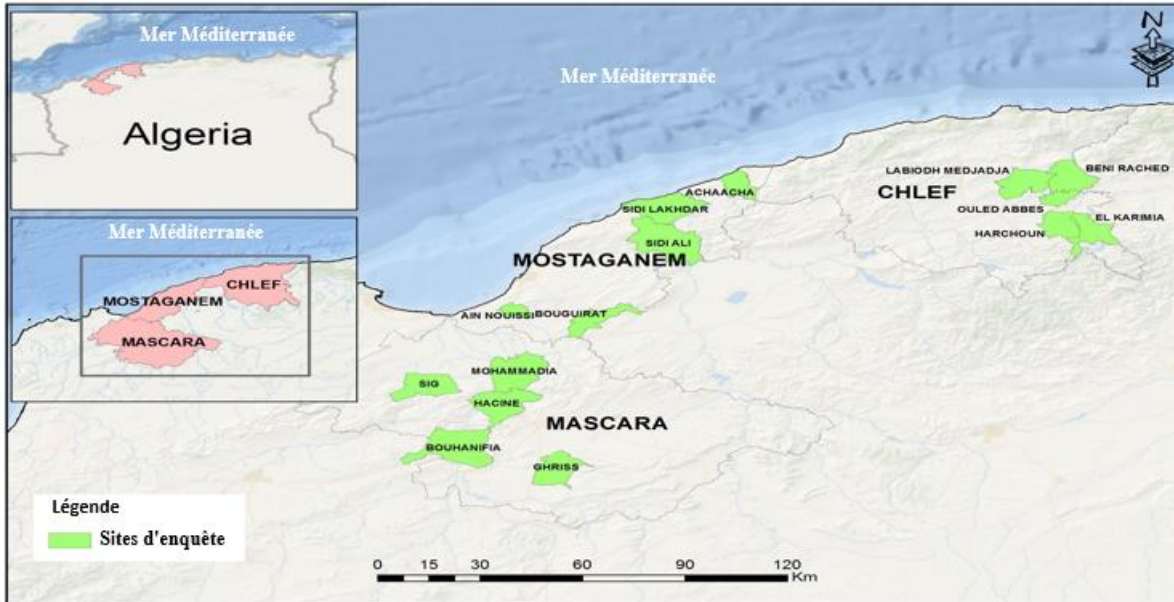 Mer Méditerranée
Algeria
Mer Méditerranée
CHLEF
MOSTAGANEM
MASCARA
Mer Méditerranée
N
LABIODH MEDJADJA
BENI RACHED
CHLEF
OULED ABBES
EL KARIMIA
HARCHOUN
ACHAACHA
SIDI LAKHDAR
SIDI ALI
MOSTAGANEM
AIN NOUISSI
BOUGUIRAT
MOHAMMADIA
SIG
HACINE
MASCARA
BOUHANIFIA
GHRISS
Légende
Sites d'enquête
0 15 30 60 90 120
Km